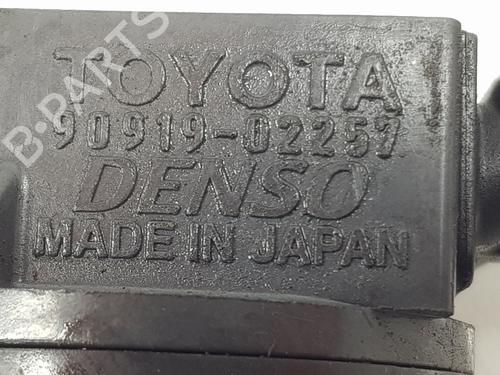 TOYOTA
90919-02257
DENSO
MADE IN JAPAN
B-PARTS